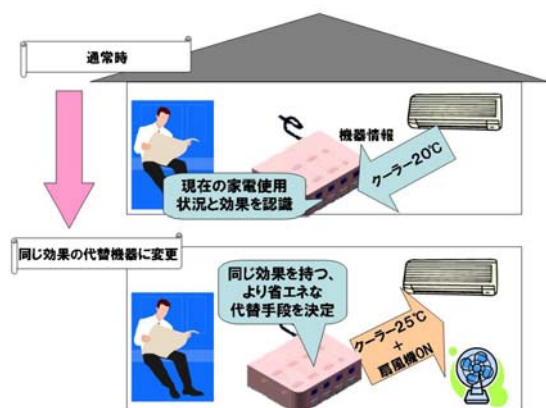 通常時
機器情報
クーラー20℃
現在の家電使用
状況と効果を認識
同じ効果の代替機器に変更
同じ効果を持つ、
より省エネな
代替手段を決定
クーラー25℃
+
扇風機ON